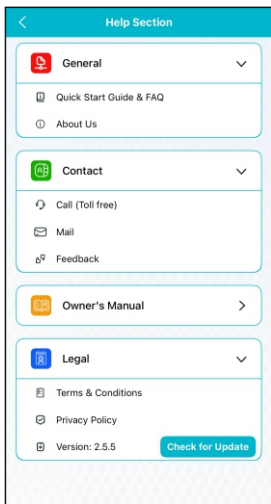 Help Section
General
Quick Start Guide & FAQ
About Us
Contact
Call (Toll free)
Mail
Feedback
Owner's Manual
Legal
Terms & Conditions
Privacy Policy
Version: 2.5.5 Check for Update